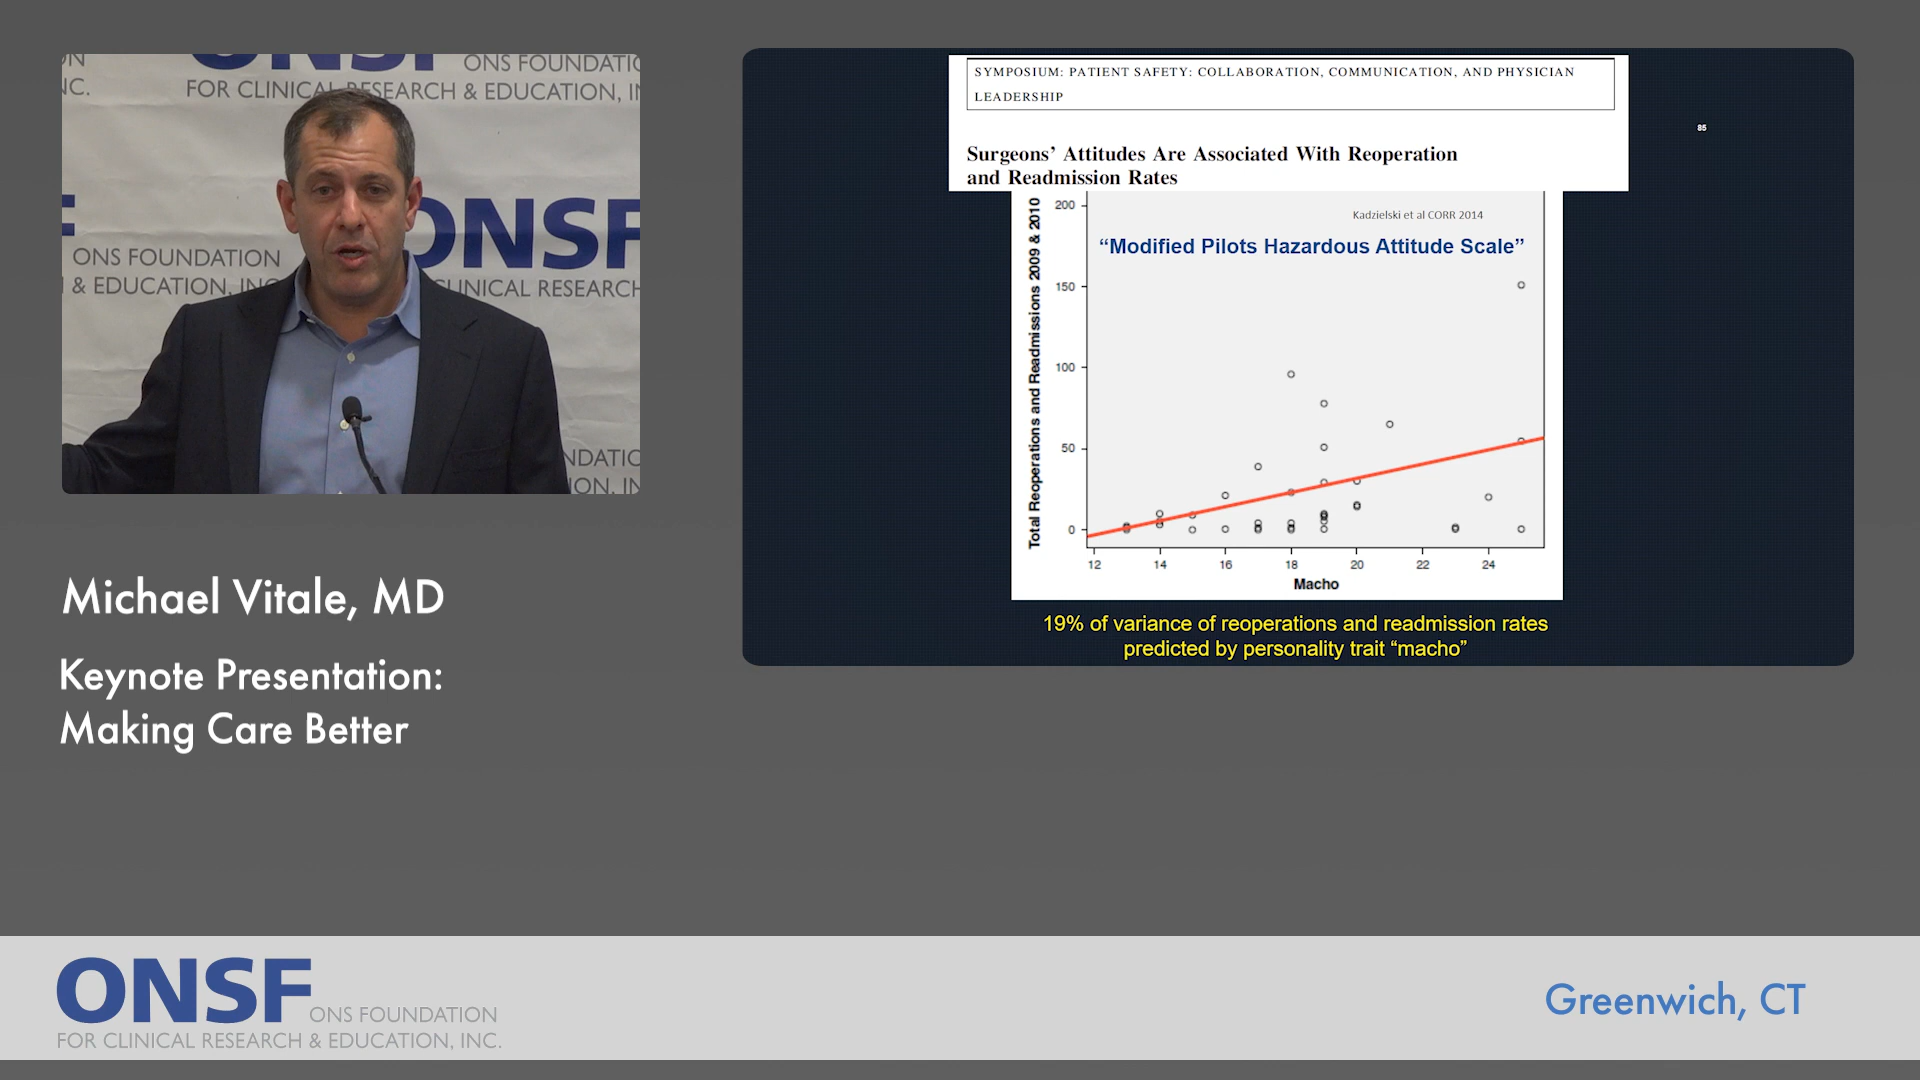 ONS FOUNDATION
NC.
FOR CLINICAL RESEARCH & EDUCATION, IN
ONSF
ONS FOUNDATION
& EDUCATION, INC
CLINICAL RESEARCH
SYMPOSIUM: PATIENT SAFETY: COLLABORATION, COMMUNICATION, AND PHYSICIAN
LEADERSHIP
85
Surgeons’ Attitudes Are Associated With Reoperation
and Readmission Rates
Kadzielski et al CORR 2014
“Modified Pilots Hazardous Attitude Scale”
Total Reoperations and Readmissions 2009 & 2010
200
150
100
50
0
12 14 16 18 20 22 24
Macho
19% of variance of reoperations and readmission rates
predicted by personality trait “macho”
Michael Vitale, MD
Keynote Presentation:
Making Care Better
ONSF ONS FOUNDATION
FOR CLINICAL RESEARCH & EDUCATION, INC.
Greenwich, CT